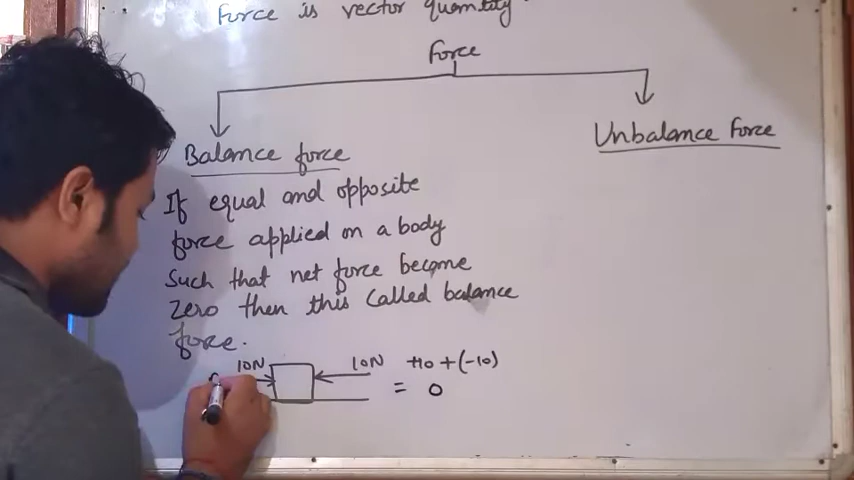 Force is vector quantity
Force
Balance force
Unbalance Force
If equal and opposite
force applied on a body
Such that net force become
Zero then this called balance
force.
10N 10N +10 + (-10)
= 0